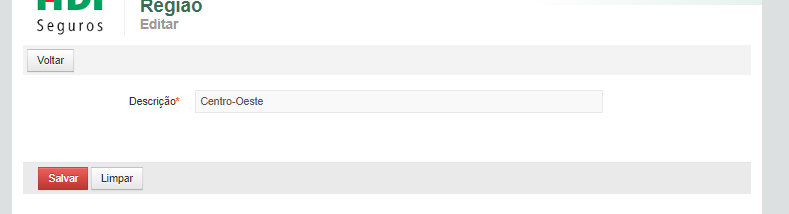 HDI
Seguros
Região
Editar
Voltar
Descrição* Centro-Oeste
Salvar Limpar